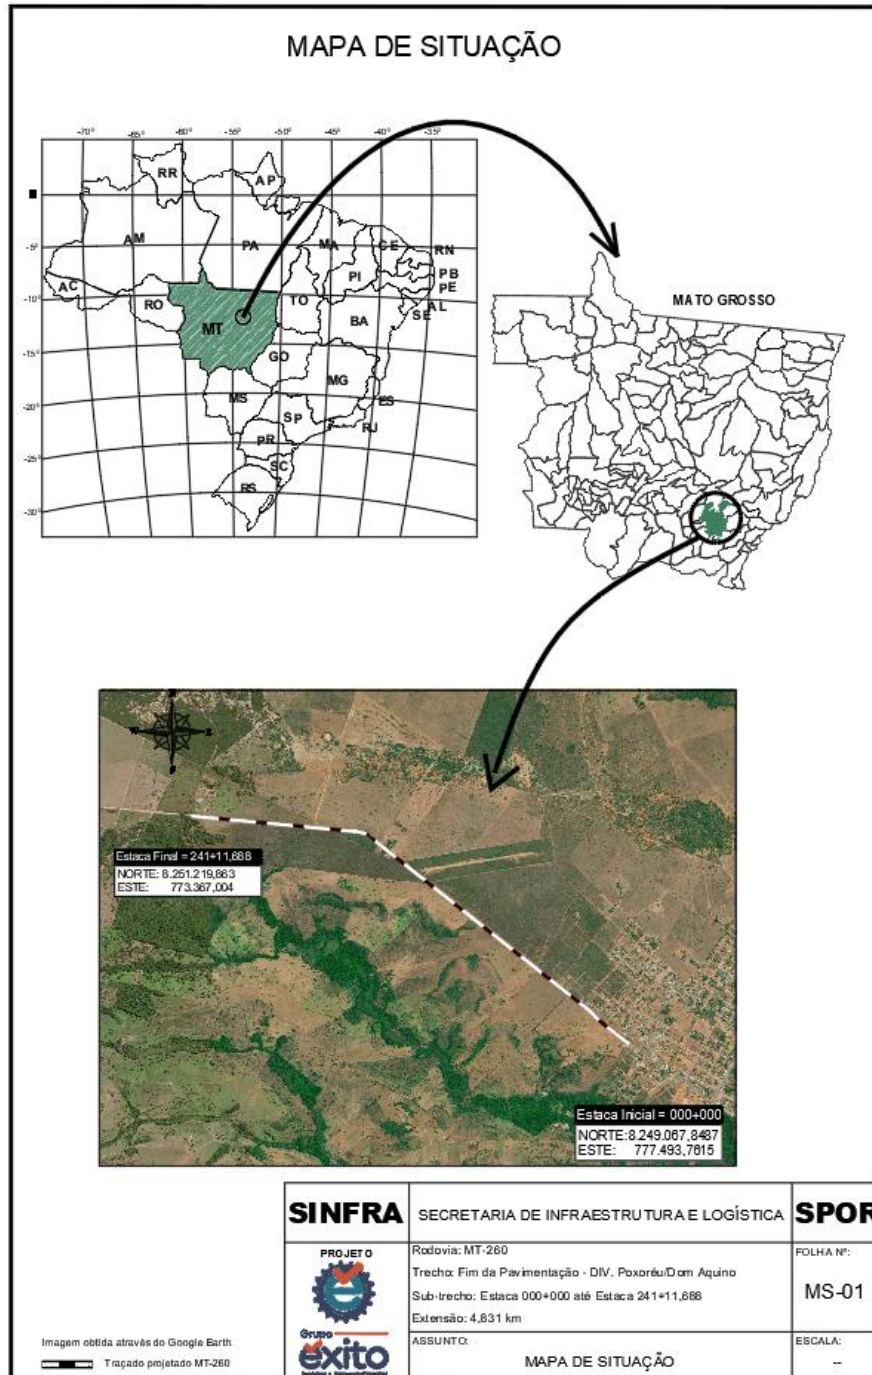 MAPA DE SITUAÇÃO
-70° -65° -60° -55° -50° -45° -40° -35°
RR
AP
AM
PA
MA
CE
RN
-5°
PB
PI
PE
AC
-10°
RO
TO
AL
SE
MT
BA
-15°
GO
MG
-20°
MS
ES
SP
RJ
PR
-25°
SC
RS
-30°
MATO GROSSO
Estaca Final = 241+11,688
NORTE: 8.251.219,863
ESTE: 773.367,004
Estaca Inicial = 000+000
NORTE:8.249.067,8487
ESTE: 777.493,7615
SINFRA
SECRETARIA DE INFRAESTRUTURA E LOGÍSTICA
SPOR
PROJETO
Grupo
êxito
Rodovia: MT-260
Trecho: Fim da Pavimentação - DIV. Poxoréu/Dom Aquino
Sub-trecho: Estaca 000+000 até Estaca 241+11,688
Extensão: 4,831 km
FOLHA Nº:
MS-01
ASSUNTO:
MAPA DE SITUAÇÃO
ESCALA:
--
Imagem obtida através do Google Earth
Traçado projetado MT-260